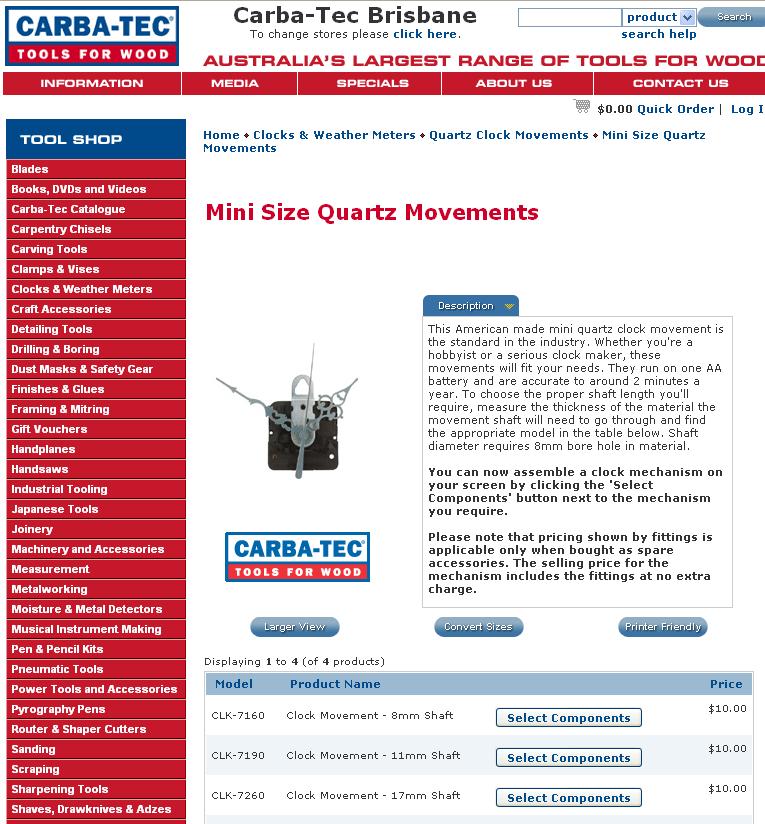 CARBA-TEC®
TOOLS FOR WOOD
Carba-Tec Brisbane
To change stores please click here.
product
Search
search help
AUSTRALIA'S LARGEST RANGE OF TOOLS FOR WOOD
INFORMATION
MEDIA
SPECIALS
ABOUT US
CONTACT US
$0.00 Quick Order | Log I
TOOL SHOP
Blades
Books, DVDs and Videos
Carba-Tec Catalogue
Carpentry Chisels
Carving Tools
Clamps & Vises
Clocks & Weather Meters
Craft Accessories
Detailing Tools
Drilling & Boring
Dust Masks & Safety Gear
Finishes & Glues
Framing & Mitring
Gift Vouchers
Handplanes
Handsaws
Industrial Tooling
Japanese Tools
Joinery
Machinery and Accessories
Measurement
Metalworking
Moisture & Metal Detectors
Musical Instrument Making
Pen & Pencil Kits
Pneumatic Tools
Power Tools and Accessories
Pyrography Pens
Router & Shaper Cutters
Sanding
Scraping
Sharpening Tools
Shaves, Drawknives & Adzes
Home • Clocks & Weather Meters • Quartz Clock Movements • Mini Size Quartz
Movements
Mini Size Quartz Movements
Description
This American made mini quartz clock movement is
the standard in the industry. Whether you're a
hobbyist or a serious clock maker, these
movements will fit your needs. They run on one AA
battery and are accurate to around 2 minutes a
year. To choose the proper shaft length you'll
require, measure the thickness of the material the
movement shaft will need to go through and find
the appropriate model in the table below. Shaft
diameter requires 8mm bore hole in material.
You can now assemble a clock mechanism on
your screen by clicking the 'Select
Components' button next to the mechanism
you require.
Please note that pricing shown by fittings is
applicable only when bought as spare
accessories. The selling price for the
mechanism includes the fittings at no extra
charge.
CARBA-TEC®
TOOLS FOR WOOD
Larger View
Convert Sizes
Printer Friendly
Displaying 1 to 4 (of 4 products)
Model Product Name Price
CLK-7160 Clock Movement - 8mm Shaft Select Components $10.00
CLK-7190 Clock Movement - 11mm Shaft Select Components $10.00
CLK-7260 Clock Movement - 17mm Shaft Select Components $10.00